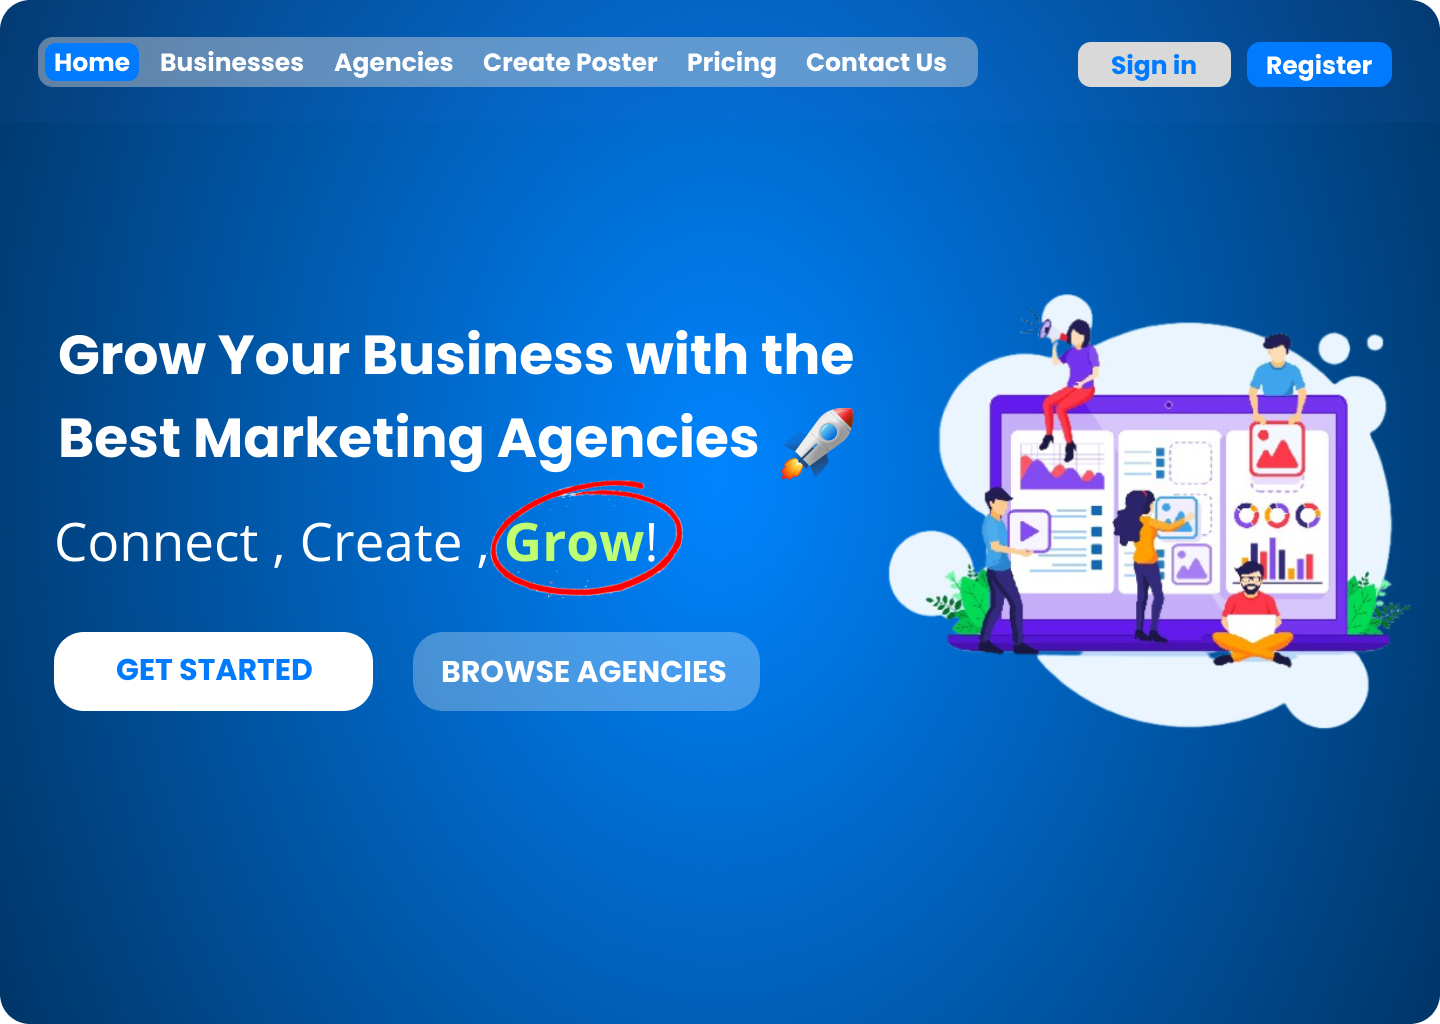 Home Businesses Agencies Create Poster Pricing Contact Us Sign in Register
Grow Your Business with the
Best Marketing Agencies 🚀
Connect , Create , Grow!
GET STARTED BROWSE AGENCIES